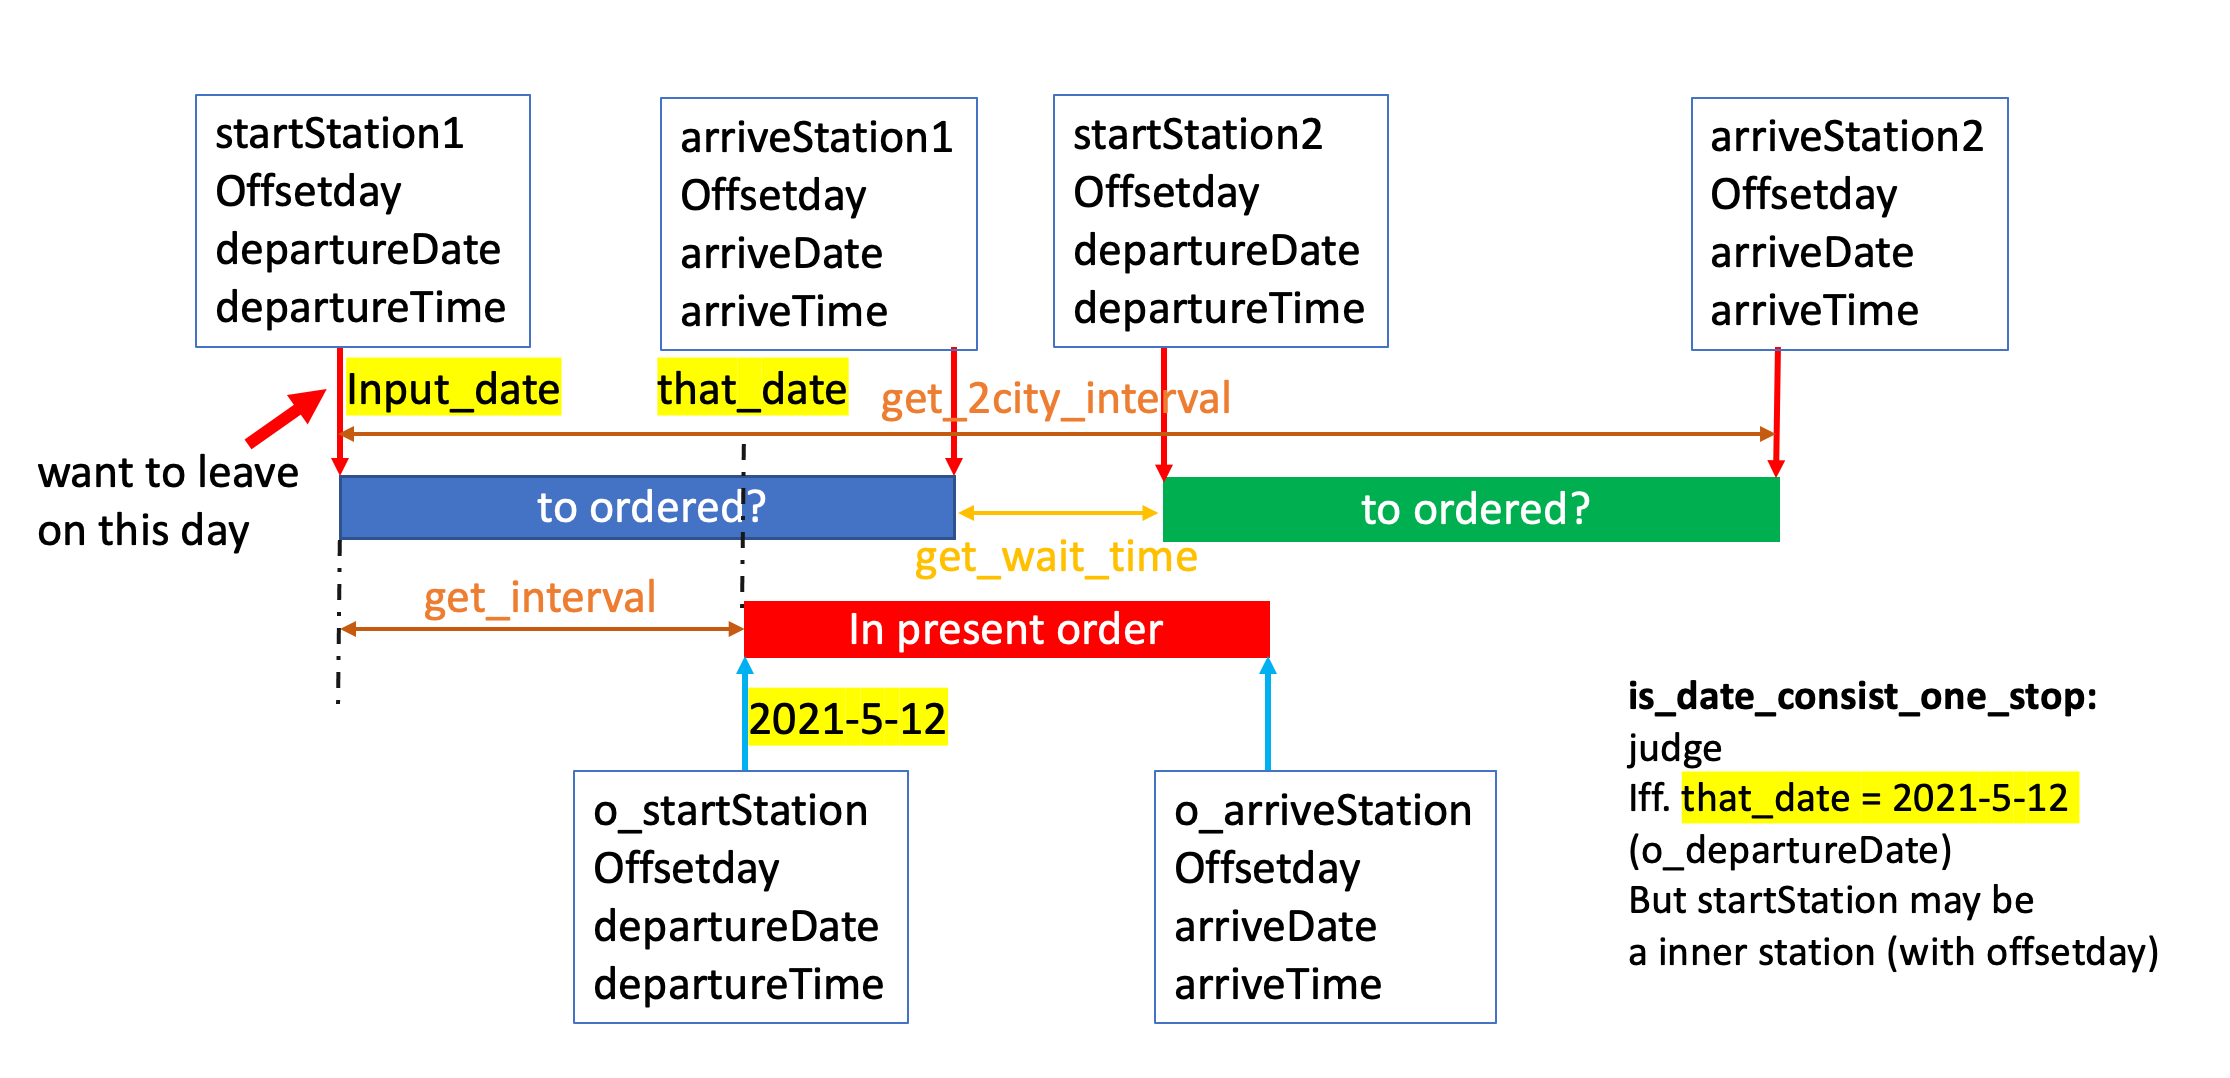 startStation1
Offsetday
departureDate
departureTime
arriveStation1
Offsetday
arriveDate
arriveTime
startStation2
Offsetday
departureDate
departureTime
arriveStation2
Offsetday
arriveDate
arriveTime
Input_date
that_date
get_2city_interval
want to leave
on this day
to ordered?
to ordered?
get_wait_time
get_interval
In present order
2021-5-12
o_startStation
Offsetday
departureDate
departureTime
o_arriveStation
Offsetday
arriveDate
arriveTime
is_date_consist_one_stop:
judge
Iff. that_date = 2021-5-12
(o_departureDate)
But startStation may be
a inner station (with offsetday)